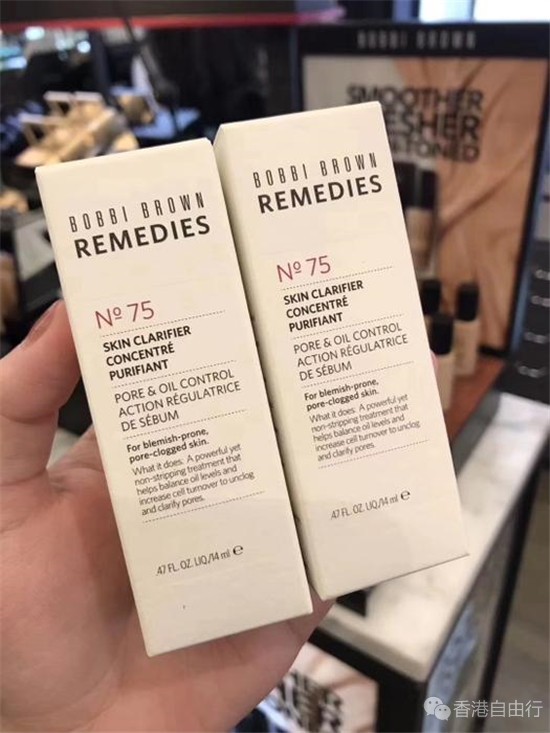 BOBBI BROWN
SMOOTHER
BOBBI BROWN
REMEDIES
Nº 75
SKIN CLARIFIER
CONCENTRÉ
PURIFIANT
PORE & OIL CONTROL
ACTION RÉGULATRICE
DE SÉBUM
For blemish-prone,
pore-clogged skin.
What it does: A powerful yet
non-stripping treatment that
helps balance oil levels and
increase cell turnover to unclog
and clarify pores.
.47 FL. OZ. LIQ./14 ml ℮
BOBBI BROWN
REMEDIES
Nº 75
SKIN CLARIFIER
CONCENTRÉ
PURIFIANT
PORE & OIL CONTROL
ACTION RÉGULATRICE
DE SÉBUM
For blemish-prone,
pore-clogged skin.
What it does: A powerful yet
non-stripping treatment that
helps balance oil levels and
increase cell turnover to unclog
and clarify pores.
.47 FL. OZ. LIQ./14 ml ℮
香港自由行